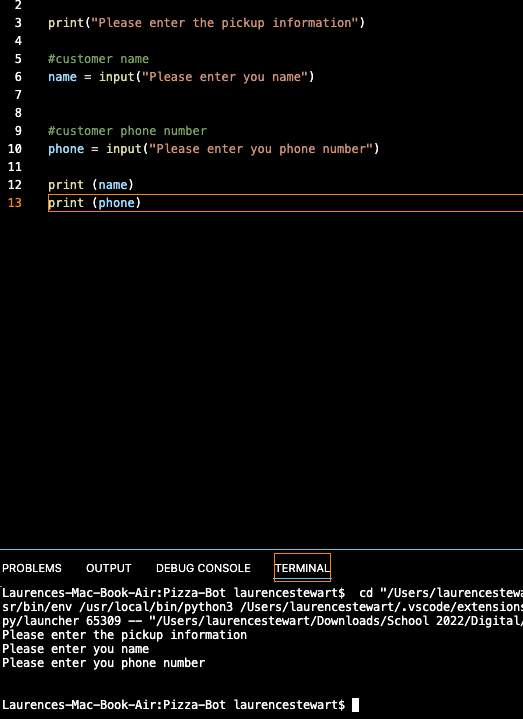 2
3 print("Please enter the pickup information")
4
5 #customer name
6 name = input("Please enter you name")
7
8
9 #customer phone number
10 phone = input("Please enter you phone number")
11
12 print (name)
13 print (phone)
PROBLEMS OUTPUT DEBUG CONSOLE TERMINAL
Laurences-Mac-Book-Air:Pizza-Bot laurencestewart$ cd "/Users/laurencestewa
sr/bin/env /usr/local/bin/python3 /Users/laurencestewart/.vscode/extensions
py/launcher 65309 -- "/Users/laurencestewart/Downloads/School 2022/Digital/
Please enter the pickup information
Please enter you name
Please enter you phone number
Laurences-Mac-Book-Air:Pizza-Bot laurencestewart$